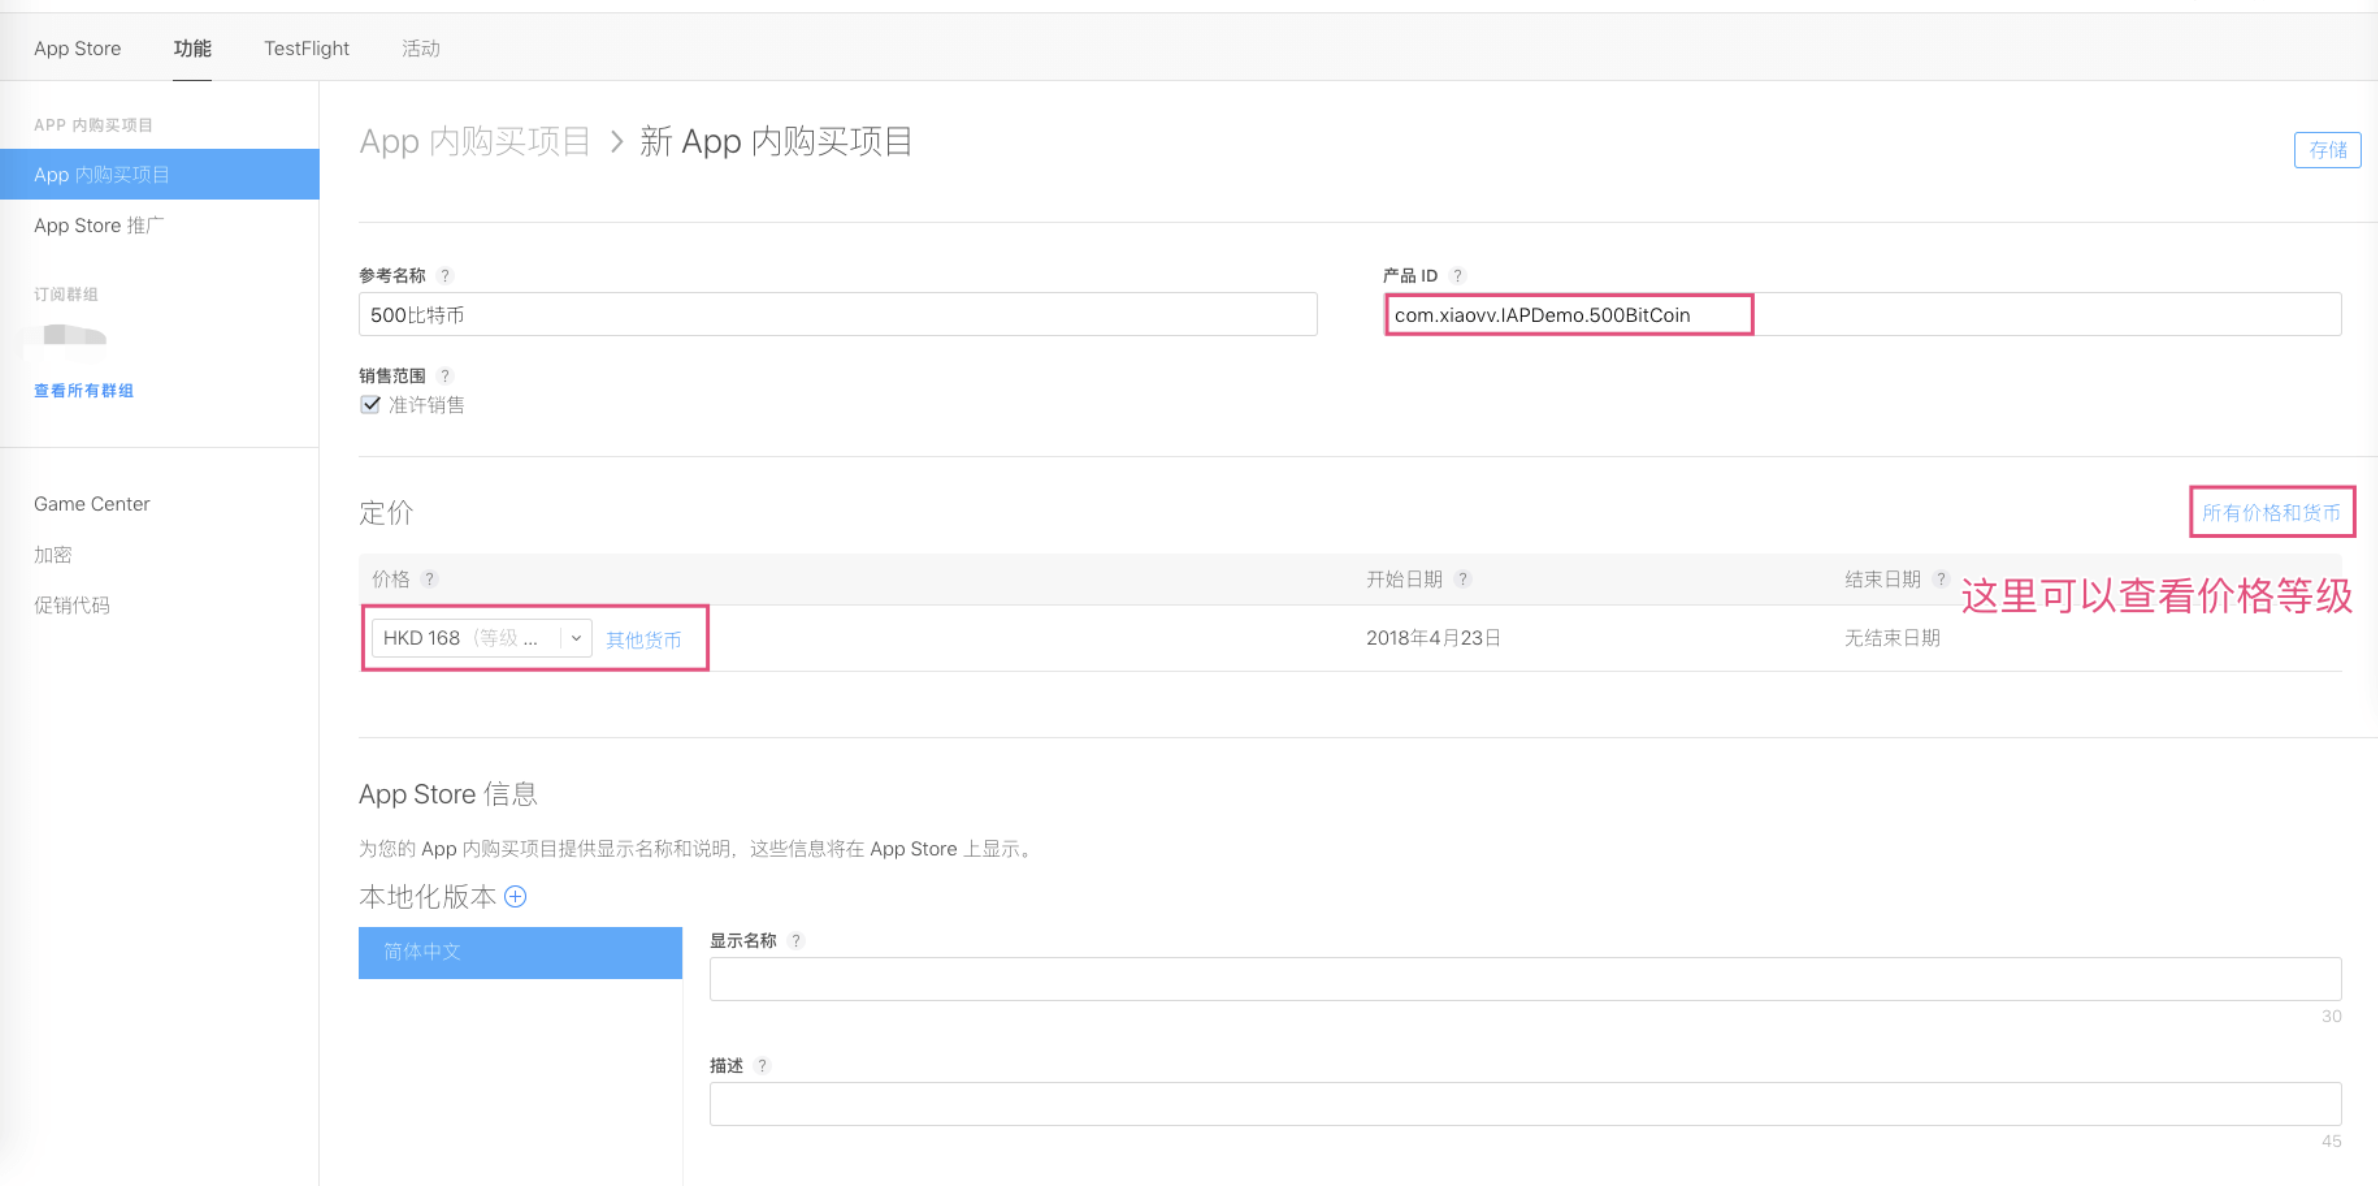 App Store 功能 TestFlight 活动
APP 内购买项目
App 内购买项目
App Store 推广
订阅群组
查看所有群组
Game Center
加密
促销代码
App 内购买项目 > 新 App 内购买项目
存储
参考名称 ?
500比特币
产品 ID ?
com.xiaovv.IAPDemo.500BitCoin
销售范围 ?
准许销售
定价
所有价格和货币
价格 ? 开始日期 ? 结束日期 ?
这里可以查看价格等级
HKD 168 (等级 ... 其他货币 2018年4月23日 无结束日期
App Store 信息
为您的 App 内购买项目提供显示名称和说明，这些信息将在 App Store 上显示。
本地化版本
简体中文
显示名称 ?
30
描述 ?
45